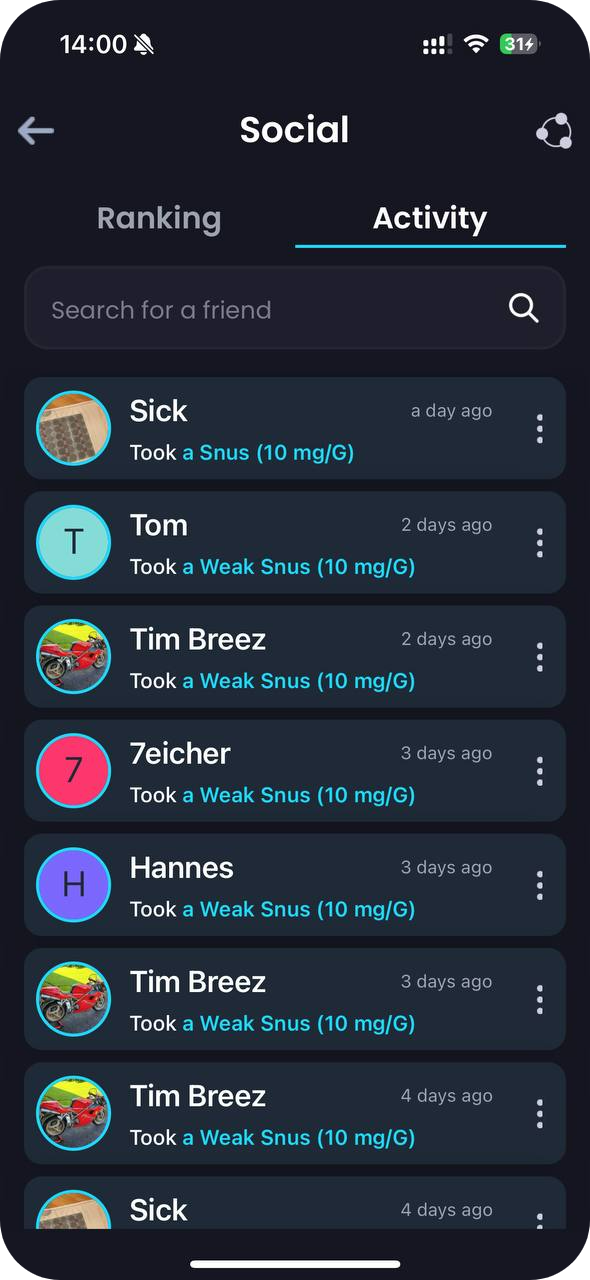 14:00
31
Social
Ranking
Activity
Search for a friend
Sick
a day ago
Took a Snus (10 mg/G)
T
Tom
2 days ago
Took a Weak Snus (10 mg/G)
Tim Breez
2 days ago
Took a Weak Snus (10 mg/G)
7
7eicher
3 days ago
Took a Weak Snus (10 mg/G)
H
Hannes
3 days ago
Took a Weak Snus (10 mg/G)
Tim Breez
3 days ago
Took a Weak Snus (10 mg/G)
Tim Breez
4 days ago
Took a Weak Snus (10 mg/G)
Sick
4 days ago